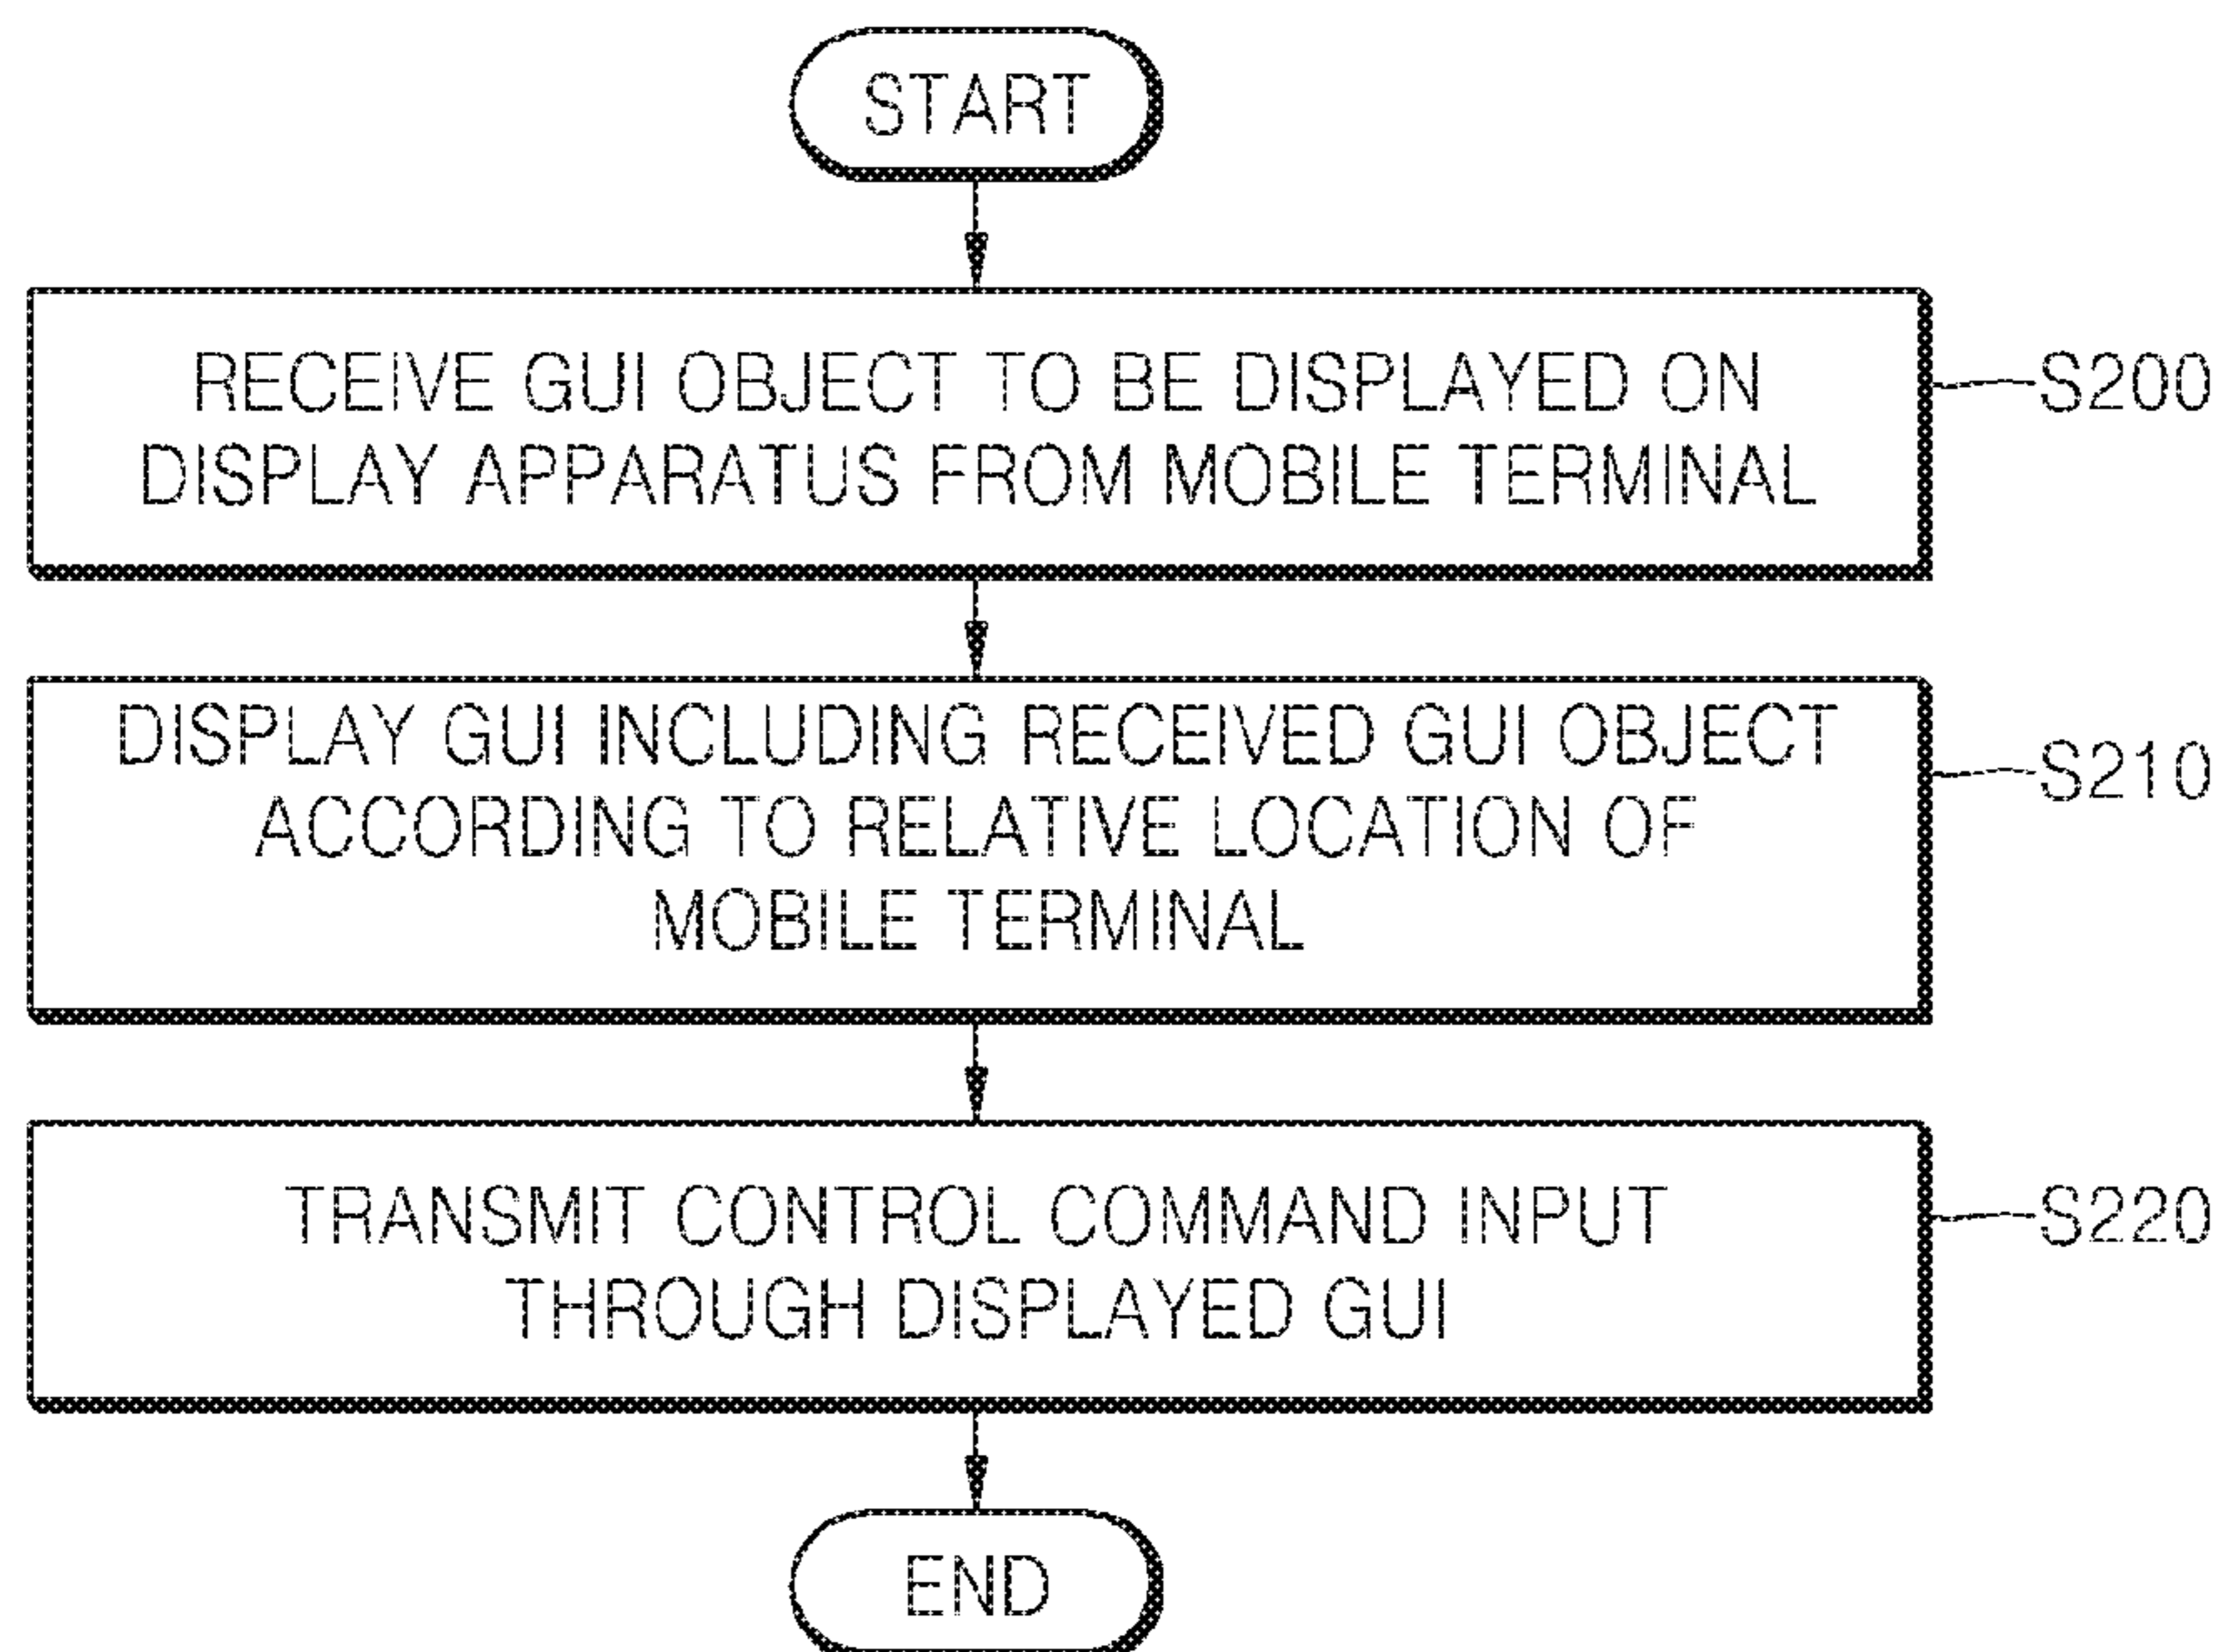 START
RECEIVE GUI OBJECT TO BE DISPLAYED ON
DISPLAY APPARATUS FROM MOBILE TERMINAL
S200
DISPLAY GUI INCLUDING RECEIVED GUI OBJECT
ACCORDING TO RELATIVE LOCATION OF
MOBILE TERMINAL
S210
TRANSMIT CONTROL COMMAND INPUT
THROUGH DISPLAYED GUI
S220
END